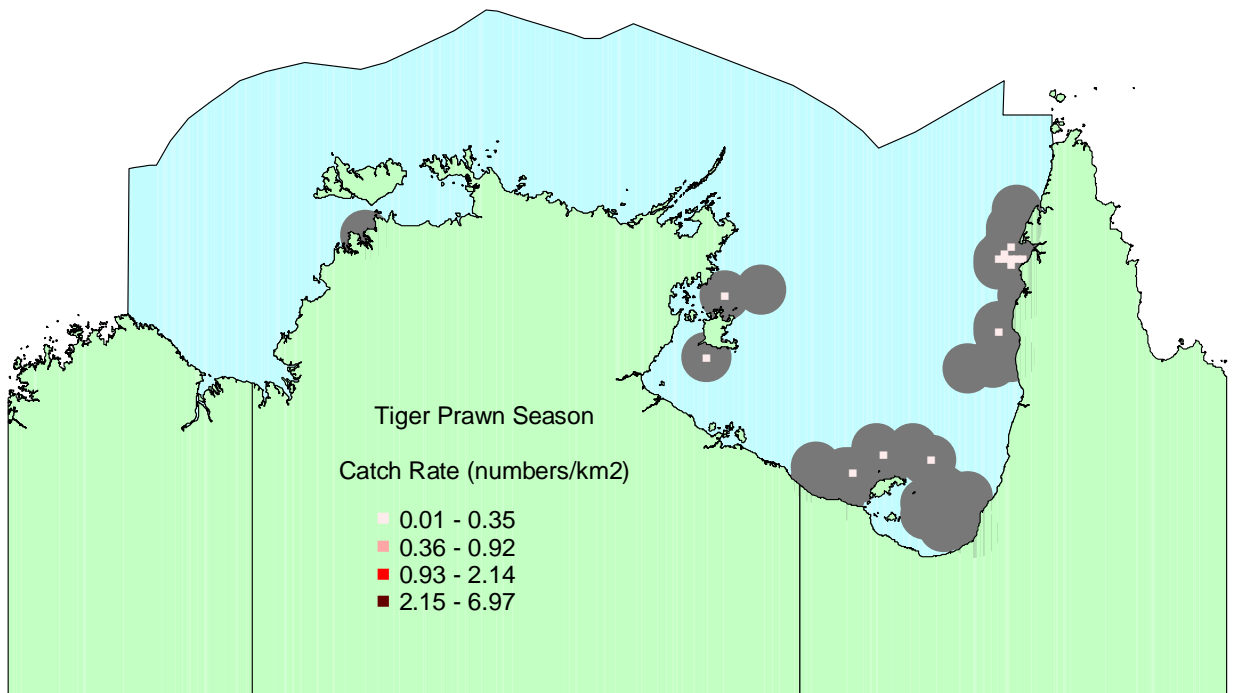 Tiger Prawn Season
Catch Rate (numbers/km2)
0.01 - 0.35
0.36 - 0.92
0.93 - 2.14
2.15 - 6.97